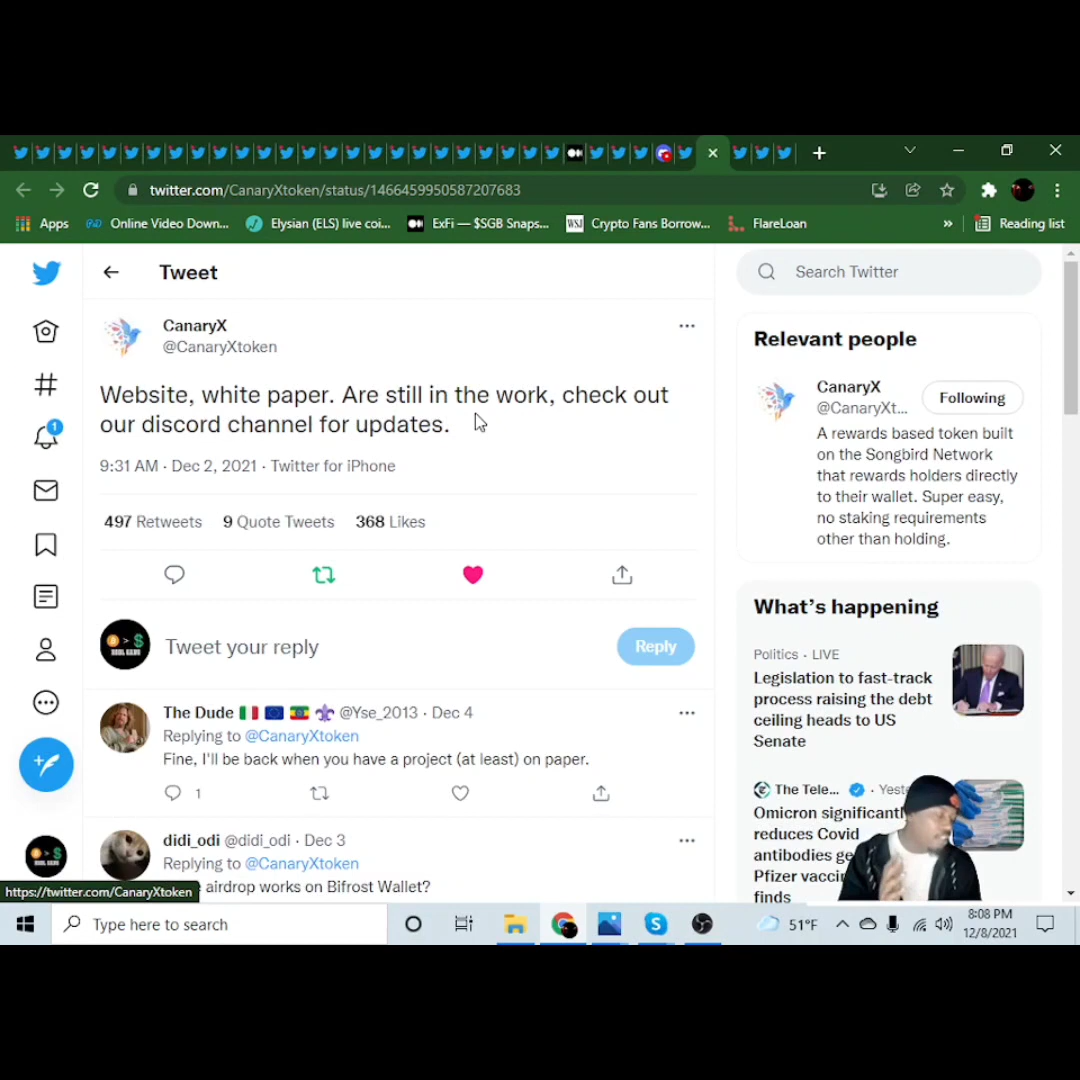 twitter.com/CanaryXtoken/status/1466459950587207683
Apps
Online Video Down...
Elysian (ELS) live coi...
ExFi — $SGB Snaps...
WSJ
Crypto Fans Borrow...
FlareLoan
»
Reading list
Tweet
CanaryX
@CanaryXtoken
Website, white paper. Are still in the work, check out
our discord channel for updates.
9:31 AM · Dec 2, 2021 · Twitter for iPhone
497 Retweets 9 Quote Tweets 368 Likes
Tweet your reply
Reply
The Dude @Yse_2013 · Dec 4
Replying to @CanaryXtoken
Fine, I'll be back when you have a project (at least) on paper.
1
didi_odi @didi_odi · Dec 3
Replying to @CanaryXtoken
airdrop works on Bifrost Wallet?
https://twitter.com/CanaryXtoken
1
Search Twitter
Relevant people
CanaryX
@CanaryXt...
Following
A rewards based token built
on the Songbird Network
that rewards holders directly
to their wallet. Super easy,
no staking requirements
other than holding.
What's happening
Politics · LIVE
Legislation to fast-track
process raising the debt
ceiling heads to US
Senate
The Tele... · Yeste
Omicron significantl
reduces Covid
antibodies ge
Pfizer vaccin
finds
Type here to search
51°F
8:08 PM
12/8/2021